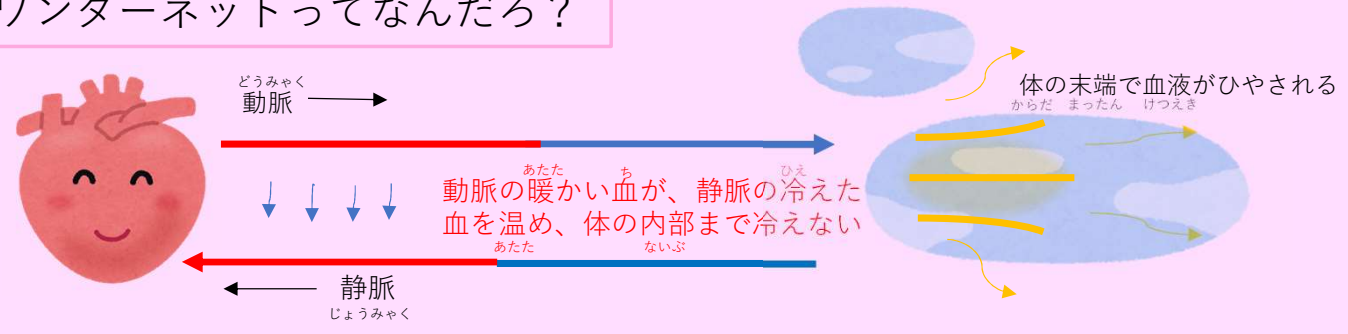 ワンダーネットってなんだろ？
どうみゃく
動脈
体の末端で血液がひやされる
からだ まったん けつえき
あたた ち ひえ
動脈の暖かい血が、静脈の冷えた
血を温め、体の内部まで冷えない
あたた ないぶ
静脈
じょうみゃく